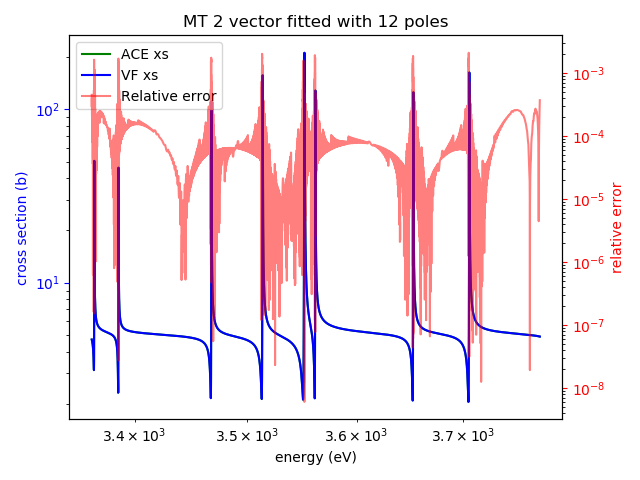 MT 2 vector fitted with 12 poles
ACE xs
VF xs
Relative error
cross section (b)
10²
10¹
relative error
10⁻³
10⁻⁴
10⁻⁵
10⁻⁶
10⁻⁷
10⁻⁸
3.4 × 10³ 3.5 × 10³ 3.6 × 10³ 3.7 × 10³
energy (eV)